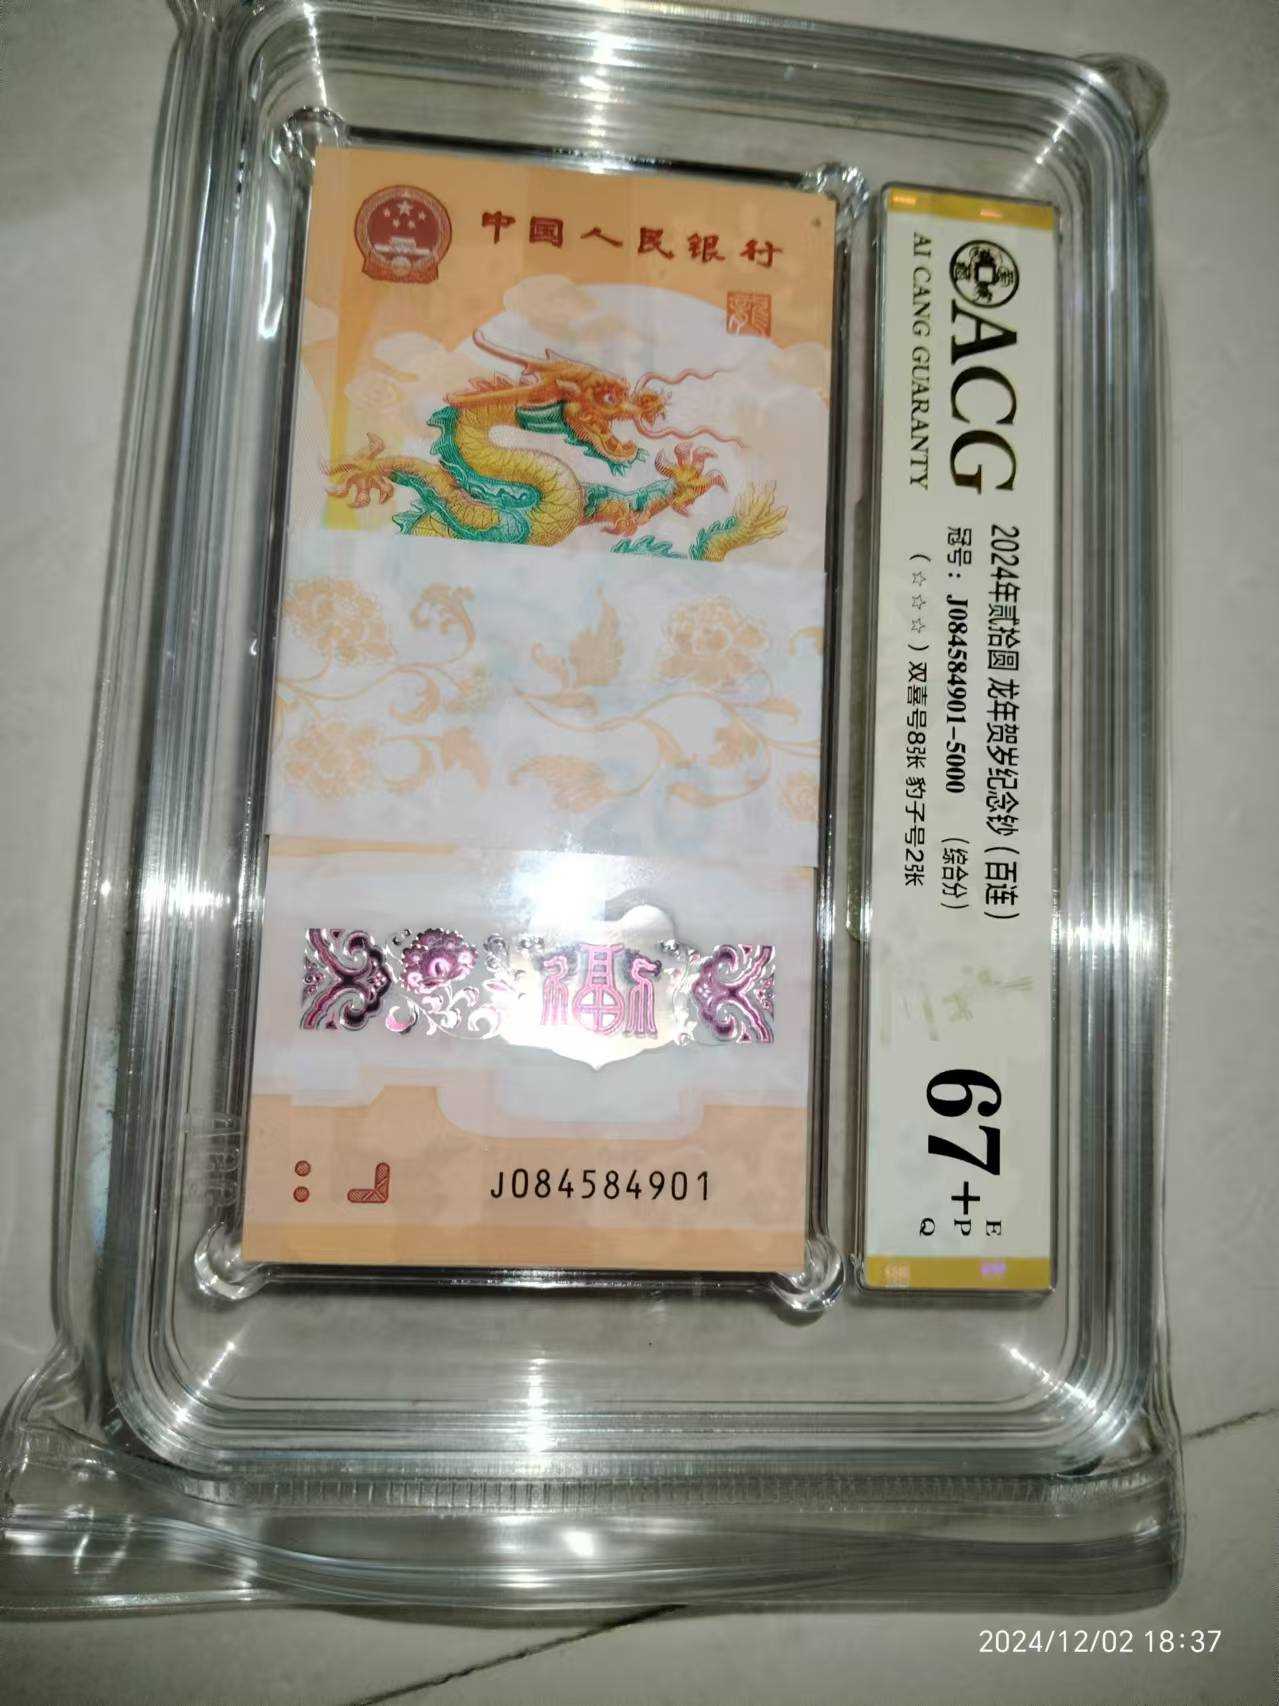 中国人民银行
龍
福
J084584901
ACG
AI CANG GUARANTY
2024年贰拾圆 龙年贺岁纪念钞（百连）
冠号：J084584901-5000 （综合分）
（☆☆☆）双喜号8张 豹子号2张
67+
E
P
Q
2024/12/02 18:37